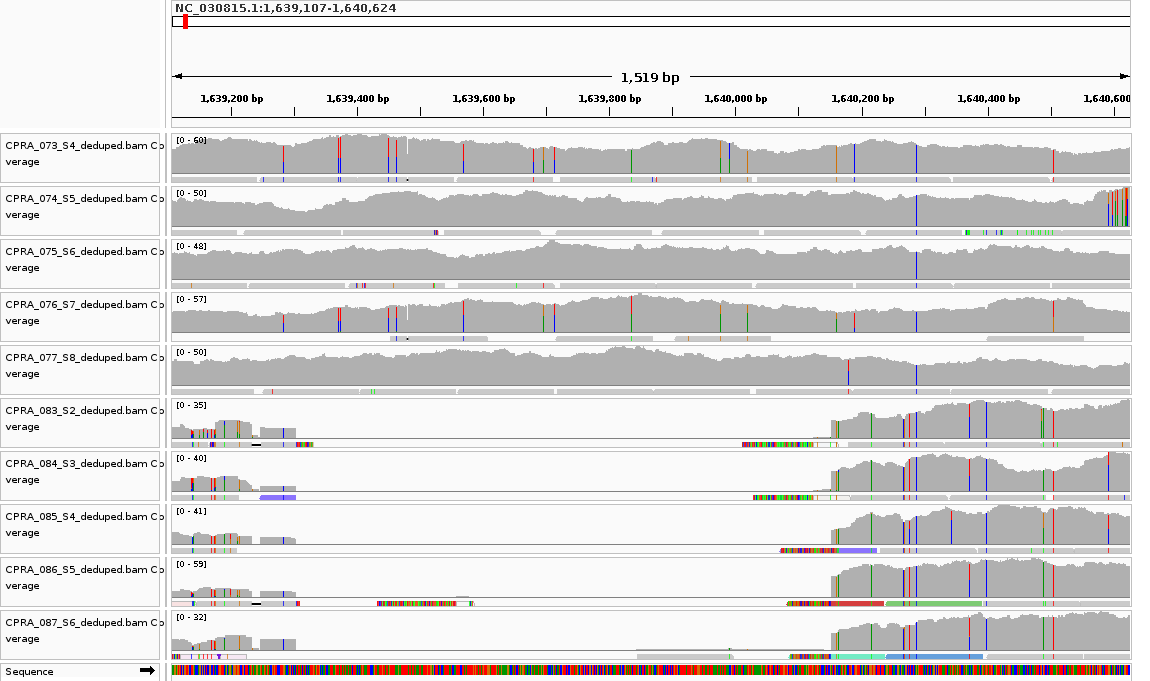 NC_030815.1:1,639,107-1,640,624
1,519 bp
1,639,200 bp 1,639,400 bp 1,639,600 bp 1,639,800 bp 1,640,000 bp 1,640,200 bp 1,640,400 bp 1,640,600
CPRA_073_S4_deduped.bam Co
verage
[0 - 60]
CPRA_074_S5_deduped.bam Co
verage
[0 - 50]
CPRA_075_S6_deduped.bam Co
verage
[0 - 48]
CPRA_076_S7_deduped.bam Co
verage
[0 - 57]
CPRA_077_S8_deduped.bam Co
verage
[0 - 50]
CPRA_083_S2_deduped.bam Co
verage
[0 - 35]
CPRA_084_S3_deduped.bam Co
verage
[0 - 40]
CPRA_085_S4_deduped.bam Co
verage
[0 - 41]
CPRA_086_S5_deduped.bam Co
verage
[0 - 59]
CPRA_087_S6_deduped.bam Co
verage
[0 - 32]
Sequence